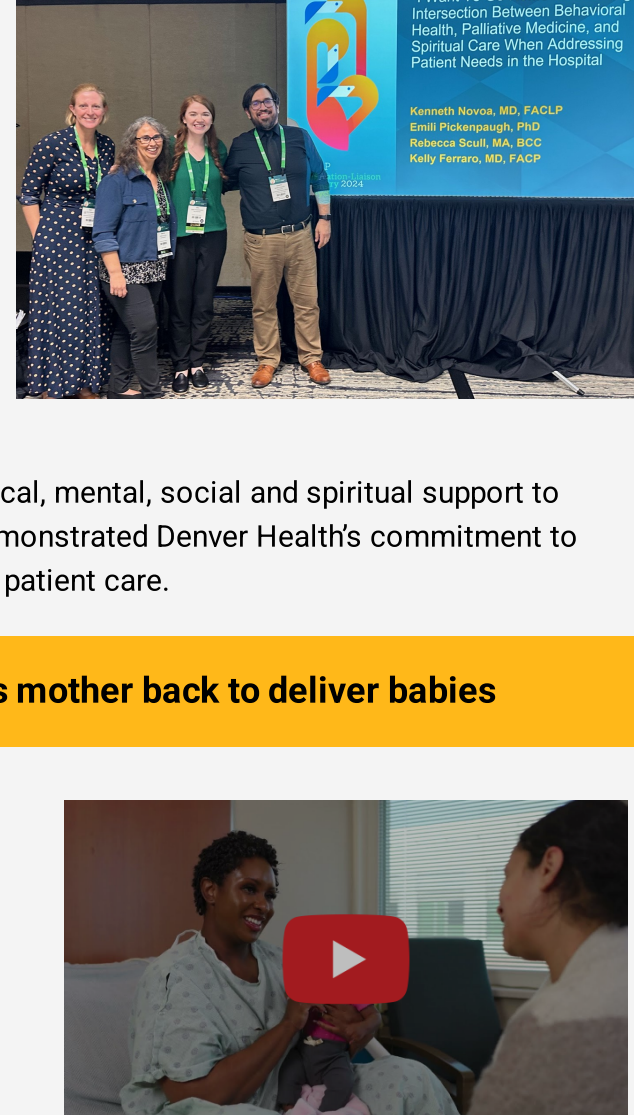 Intersection Between Behavioral
Health, Palliative Medicine, and
Spiritual Care When Addressing
Patient Needs in the Hospital
Kenneth Novoa, MD, FACLP
Emili Pickenpaugh, PhD
Rebecca Scull, MA, BCC
Kelly Ferraro, MD, FACP
2024
cal, mental, social and spiritual support to
monstrated Denver Health’s commitment to
patient care.
s mother back to deliver babies